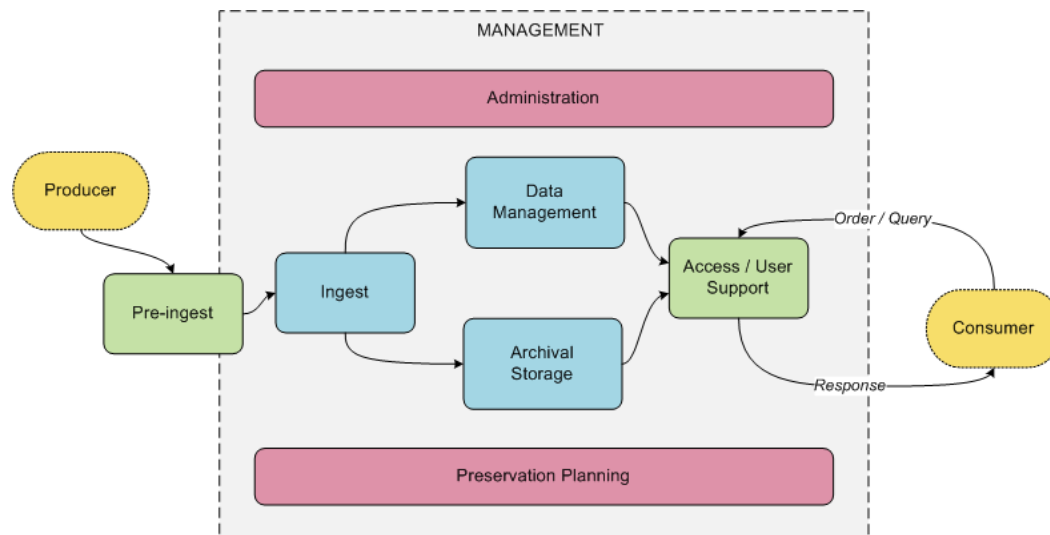 MANAGEMENT
Administration
Producer
Data
Management
Order / Query
Pre-ingest
Ingest
Access / User
Support
Consumer
Archival
Storage
Response
Preservation Planning